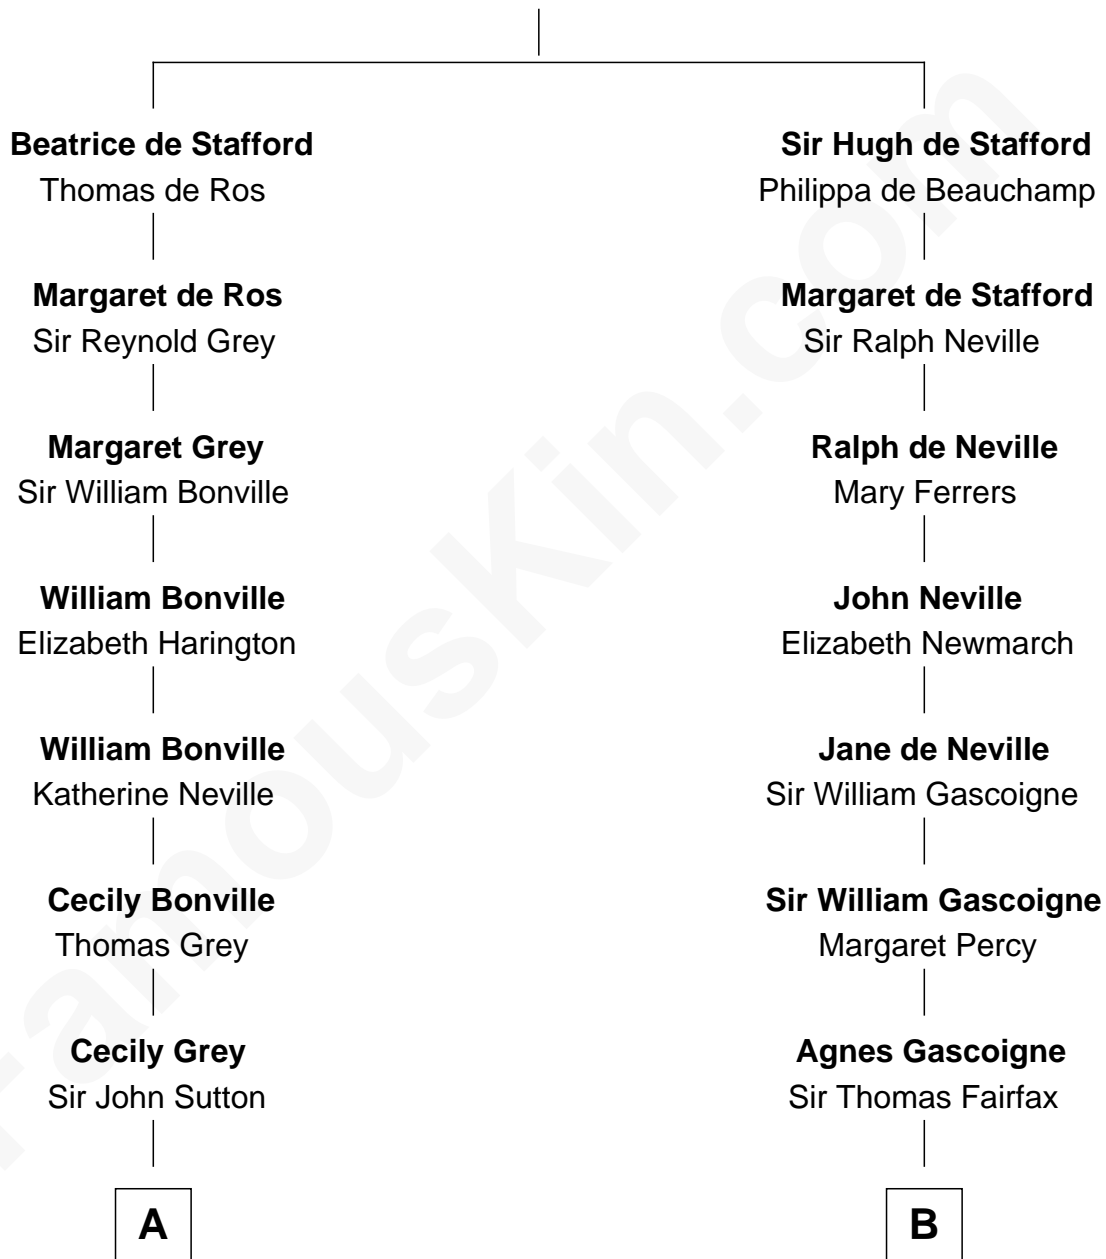 Beatrice de Stafford
Thomas de Ros
Margaret de Ros
Sir Reynold Grey
Margaret Grey
Sir William Bonville
William Bonville
Elizabeth Harington
William Bonville
Katherine Neville
Cecily Bonville
Thomas Grey
Cecily Grey
Sir John Sutton
A
Sir Hugh de Stafford
Philippa de Beauchamp
Margaret de Stafford
Sir Ralph Neville
Ralph de Neville
Mary Ferrers
John Neville
Elizabeth Newmarch
Jane de Neville
Sir William Gascoigne
Sir William Gascoigne
Margaret Percy
Agnes Gascoigne
Sir Thomas Fairfax
B
FamousKin.com